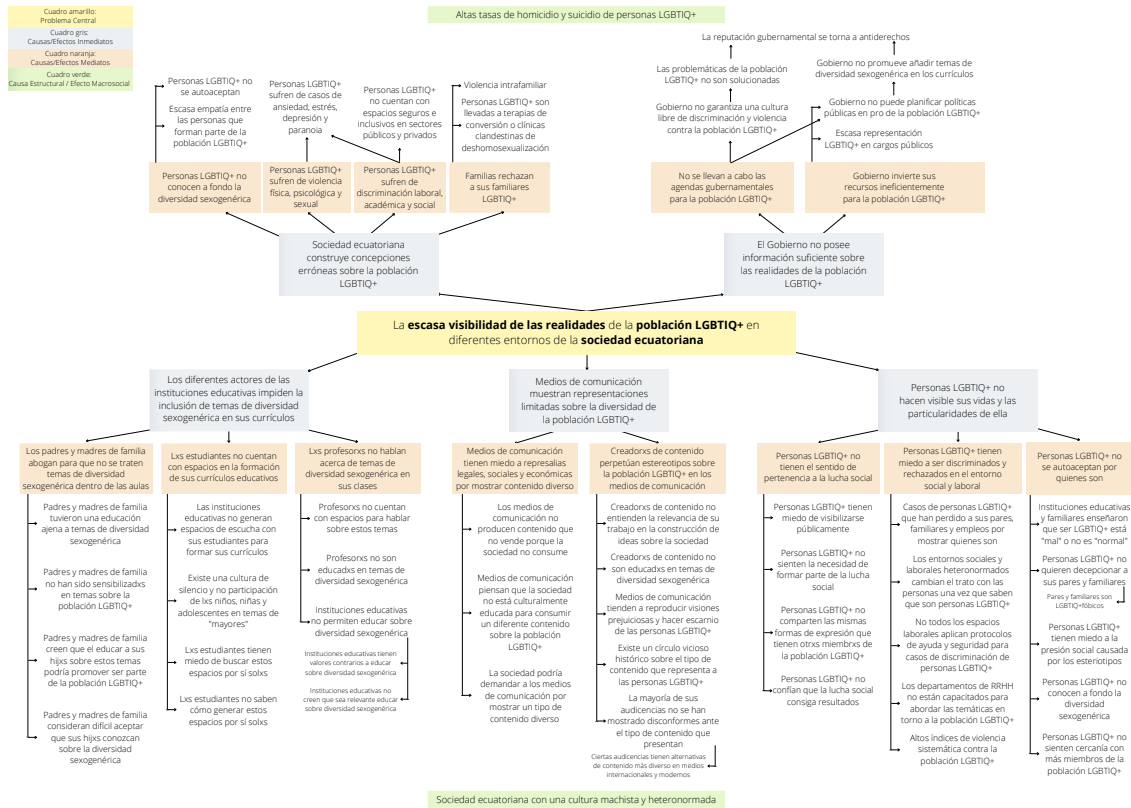 Cuadro amarillo:
Problema Central
Cuadro gris:
Causas/Efectos Inmediatos
Cuadro naranja:
Causas/Efectos Mediatos
Cuadro verde:
Causa Estructural / Efecto Macrosocial
Altas tasas de homicidio y suicidio de personas LGBTIQ+
Personas LGBTIQ+ no
se autoaceptan
Escasa empatía entre
las personas que
forman parte de la
población LGBTIQ+
Personas LGBTIQ+
sufren de casos de
ansiedad, estrés,
depresión y
paranoia
Personas LGBTIQ+
no cuentan con
espacios seguros e
inclusivos en sectores
públicos y privados
Violencia intrafamiliar
Personas LGBTIQ+ son
llevadas a terapias de
conversión o clínicas
clandestinas de
deshomosexualización
La reputación gubernamental se torna a antiderechos
Las problemáticas de la población
LGBTIQ+ no son solucionadas
Gobierno no promueve añadir temas de
diversidad sexogenérica en los currículos
Gobierno no garantiza una cultura
libre de discriminación y violencia
contra la población LGBTIQ+
Gobierno no puede planificar políticas
públicas en pro de la población LGBTIQ+
Escasa representación
LGBTIQ+ en cargos públicos
Personas LGBTIQ+ no
conocen a fondo la
diversidad sexogenérica
Personas LGBTIQ+
sufren de violencia
física, psicológica y
sexual
Personas LGBTIQ+
sufren de
discriminación laboral,
académica y social
Familias rechazan
a sus familiares
LGBTIQ+
No se llevan a cabo las
agendas gubernamentales
para la población LGBTIQ+
Gobierno invierte sus
recursos ineficientemente
para la población LGBTIQ+
Sociedad ecuatoriana
construye concepciones
erróneas sobre la población
LGBTIQ+
El Gobierno no posee
información suficiente sobre
las realidades de la población
LGBTIQ+
La escasa visibilidad de las realidades de la población LGBTIQ+ en
diferentes entornos de la sociedad ecuatoriana
Los diferentes actores de las
instituciones educativas impiden la
inclusión de temas de diversidad
sexogenérica en sus currículos
Medios de comunicación
muestran representaciones
limitadas sobre la diversidad de
la población LGBTIQ+
Personas LGBTIQ+ no
hacen visible sus vidas y las
particularidades de ella
Los padres y madres de familia
abogan para que no se traten
temas de diversidad
sexogenérica dentro de las aulas
Lxs estudiantes no cuentan
con espacios en la formación
de sus currículos educativos
Lxs profesorxs no hablan
acerca de temas de
diversidad sexogenérica en
sus clases
Medios de comunicación
tienen miedo a represalias
legales, sociales y económicas
por mostrar contenido diverso
Creadorxs de contenido
perpetúan estereotipos sobre
la población LGBTIQ+ en los
medios de comunicación
Personas LGBTIQ+ no
tienen el sentido de
pertenencia a la lucha social
Personas LGBTIQ+ tienen
miedo a ser discriminados y
rechazados en el entorno
social y laboral
Personas LGBTIQ+ no
se autoaceptan por
quienes son
Padres y madres de familia
tuvieron una educación
ajena a temas de diversidad
sexogenérica
Padres y madres de familia
no han sido sensibilizadxs
en temas sobre la
población LGBTIQ+
Padres y madres de familia
creen que el educar a sus
hijxs sobre estos temas
podría promover ser parte
de la población LGBTIQ+
Padres y madres de familia
consideran difícil aceptar
que sus hijxs conozcan
sobre la diversidad
sexogenérica
Las instituciones
educativas no generan
espacios de escucha con
sus estudiantes para
formar sus currículos
Existe una cultura de
silencio y no participación
de lxs niños, niñas y
adolescentes en temas de
"mayores"
Lxs estudiantes tienen
miedo de buscar estos
espacios por sí solxs
Lxs estudiantes no saben
cómo generar estos
espacios por sí solxs
Profesorxs no cuentan
con espacios para hablar
sobre estos temas
Profesorxs no son
educadxs en temas de
diversidad sexogenérica
Instituciones educativas
no permiten educar sobre
diversidad sexogenérica
Instituciones educativas tienen
valores contrarios a educar
sobre diversidad sexogenérica
Instituciones educativas no
creen que sea relevante educar
sobre diversidad sexogenérica
Los medios de
comunicación no
producen contenido que
no vende porque la
sociedad no consume
Medios de comunicación
piensan que la sociedad
no está culturalmente
educada para consumir
un diferente contenido
sobre la población
LGBTIQ+
La sociedad podría
demandar a los medios
de comunicación por
mostrar un tipo de
contenido diverso
Creadorxs de contenido no
entienden la relevancia de su
trabajo en la construcción de
ideas sobre la sociedad
Creadorxs de contenido no
son educadxs en temas de
diversidad sexogenérica
Medios de comunicación
tienden a reproducir visiones
prejuiciosas y hacer escarnio
de las personas LGBTIQ+
Existe un círculo vicioso
histórico sobre el tipo de
contenido que representa a
las personas LGBTIQ+
La mayoría de sus
audicencias no se han
mostrado disconformes ante
el tipo de contenido que
presentan
Ciertas audicencias tienen alternativas
de contenido más diverso en medios
internacionales y modernos
Personas LGBTIQ+ tienen
miedo de visibilizarse
públicamente
Personas LGBTIQ+ no
sienten la necesidad de
formar parte de la lucha
social
Personas LGBTIQ+ no
comparten las mismas
formas de expresión que
tienen otrxs miembrxs de
la población LGBTIQ+
Personas LGBTIQ+ no
confían que la lucha social
consiga resultados
Casos de personas LGBTIQ+
que han perdido a sus pares,
familiares y empleos por
mostrar quienes son
Los entornos sociales y
laborales heteronormados
cambian el trato con las
personas una vez que saben
que son personas LGBTIQ+
No todos los espacios
laborales aplican protocolos
de ayuda y seguridad para
casos de discriminación de
personas LGBTIQ+
Los departamentos de RRHH
no están capacitados para
abordar las temáticas en
torno a la población LGBTIQ+
Altos índices de violencia
sistemática contra la
población LGBTIQ+
Instituciones educativas
y familiares enseñaron
que ser LGBTIQ+ está
"mal" o no es "normal"
Personas LGBTIQ+ no
quieren decepcionar a
sus pares y familiares
Pares y familiares son
LGBTIQ+fóbicos
Personas LGBTIQ+
tienen miedo a la
presión social causada
por los esteriotipos
Personas LGBTIQ+ no
conocen a fondo la
diversidad
sexogenérica
Personas LGBTIQ+ no
sienten cercanía con
más miembros de la
población LGBTIQ+
Sociedad ecuatoriana con una cultura machista y heteronormada